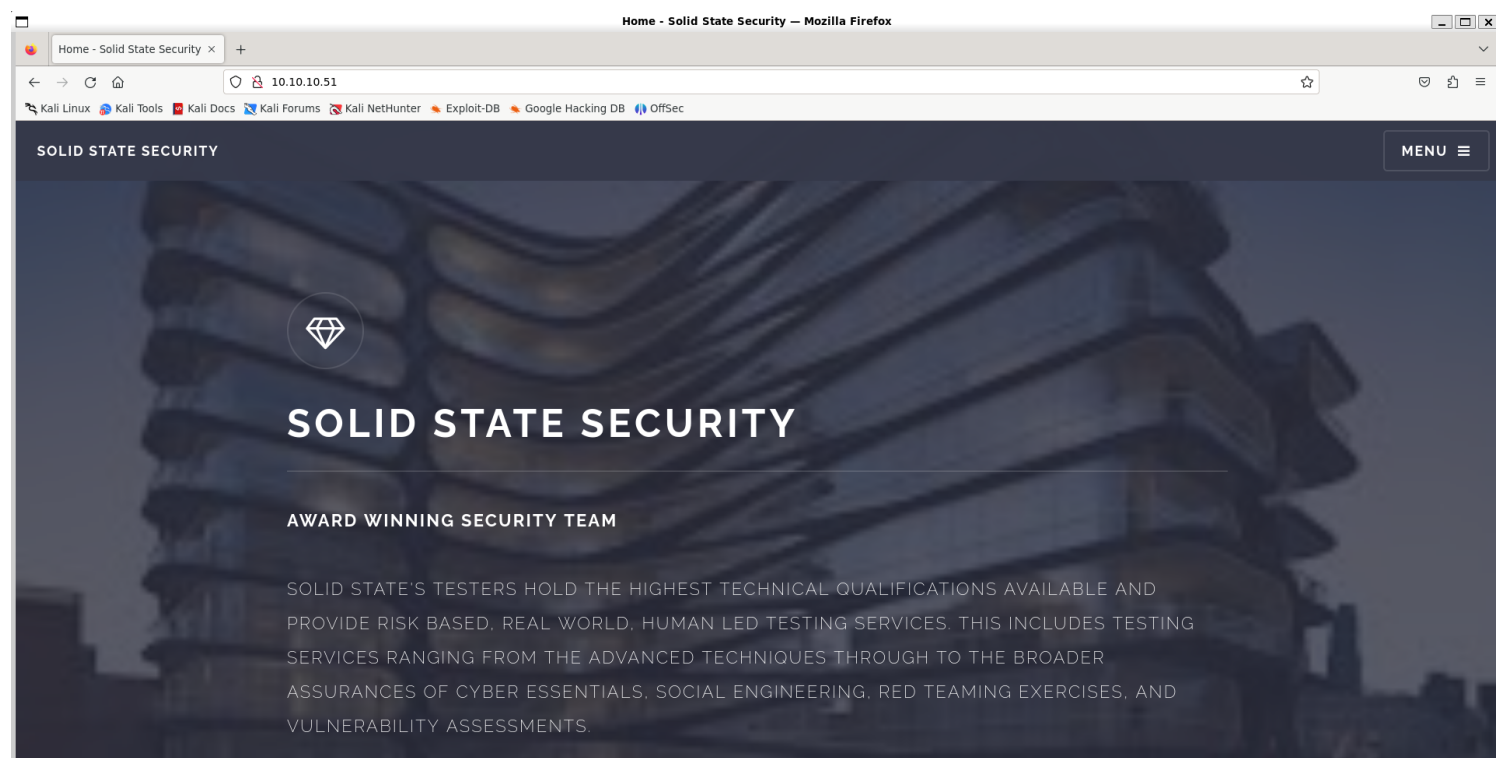 Home - Solid State Security — Mozilla Firefox
Home - Solid State Security
10.10.10.51
Kali Linux Kali Tools Kali Docs Kali Forums Kali NetHunter Exploit-DB Google Hacking DB OffSec
SOLID STATE SECURITY MENU
SOLID STATE SECURITY
AWARD WINNING SECURITY TEAM
SOLID STATE'S TESTERS HOLD THE HIGHEST TECHNICAL QUALIFICATIONS AVAILABLE AND
PROVIDE RISK BASED, REAL WORLD, HUMAN LED TESTING SERVICES. THIS INCLUDES TESTING
SERVICES RANGING FROM THE ADVANCED TECHNIQUES THROUGH TO THE BROADER
ASSURANCES OF CYBER ESSENTIALS, SOCIAL ENGINEERING, RED TEAMING EXERCISES, AND
VULNERABILITY ASSESSMENTS.